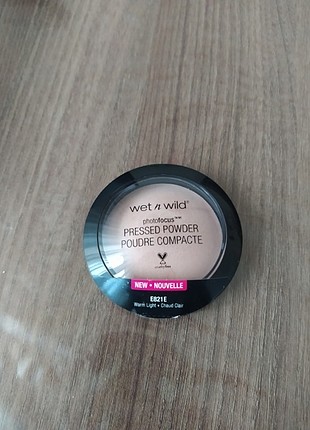 wet n wild®
photofocus™
PRESSED POWDER
POUDRE COMPACTE
NEW • NOUVELLE
E821E
Warm Light • Chaud Clair